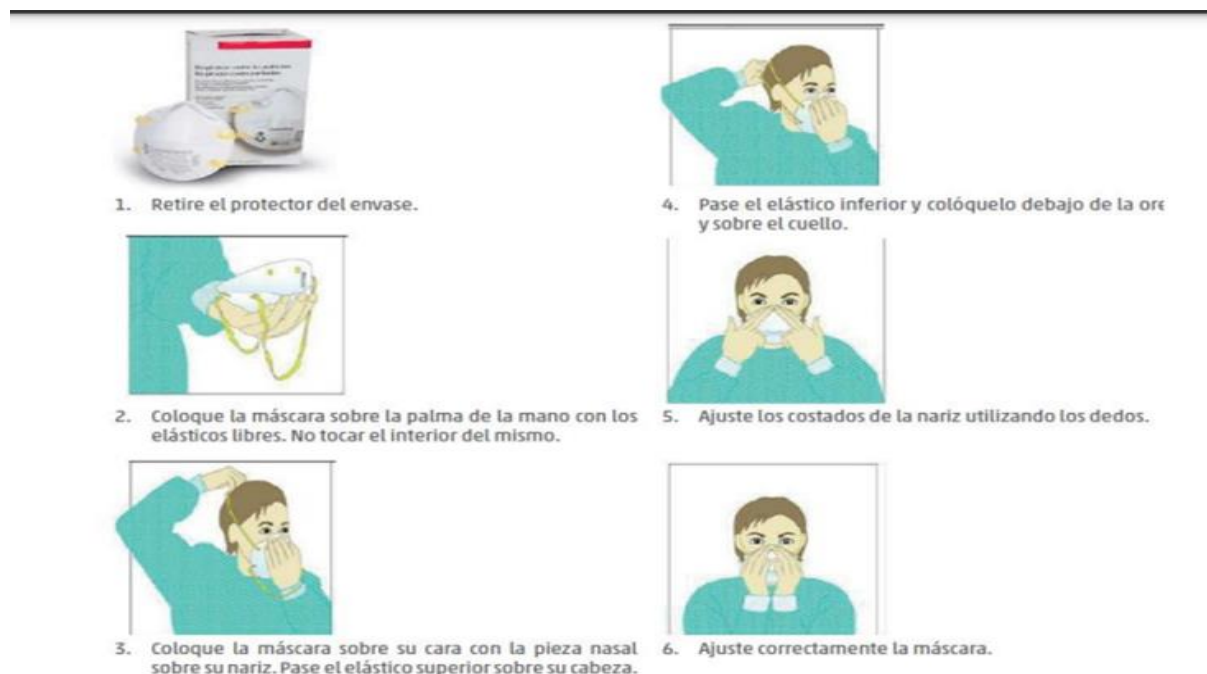 1. Retire el protector del envase.
2. Coloque la máscara sobre la palma de la mano con los
elásticos libres. No tocar el interior del mismo.
3. Coloque la máscara sobre su cara con la pieza nasal
sobre su nariz. Pase el elástico superior sobre su cabeza.
4. Pase el elástico inferior y colóquelo debajo de la ore
y sobre el cuello.
5. Ajuste los costados de la nariz utilizando los dedos.
6. Ajuste correctamente la máscara.